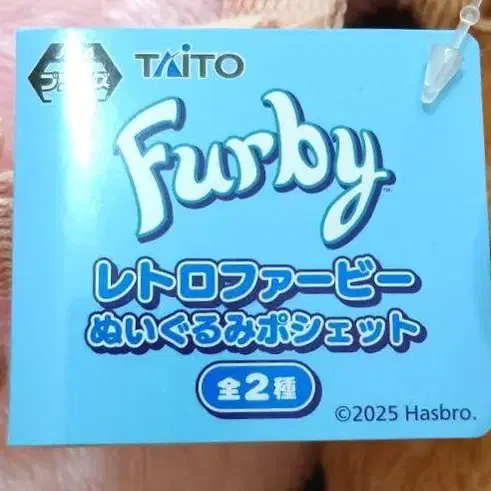 TAITO
Furby
レトロファービー
ぬいぐるみポシェット
全2種
©2025 Hasbro.